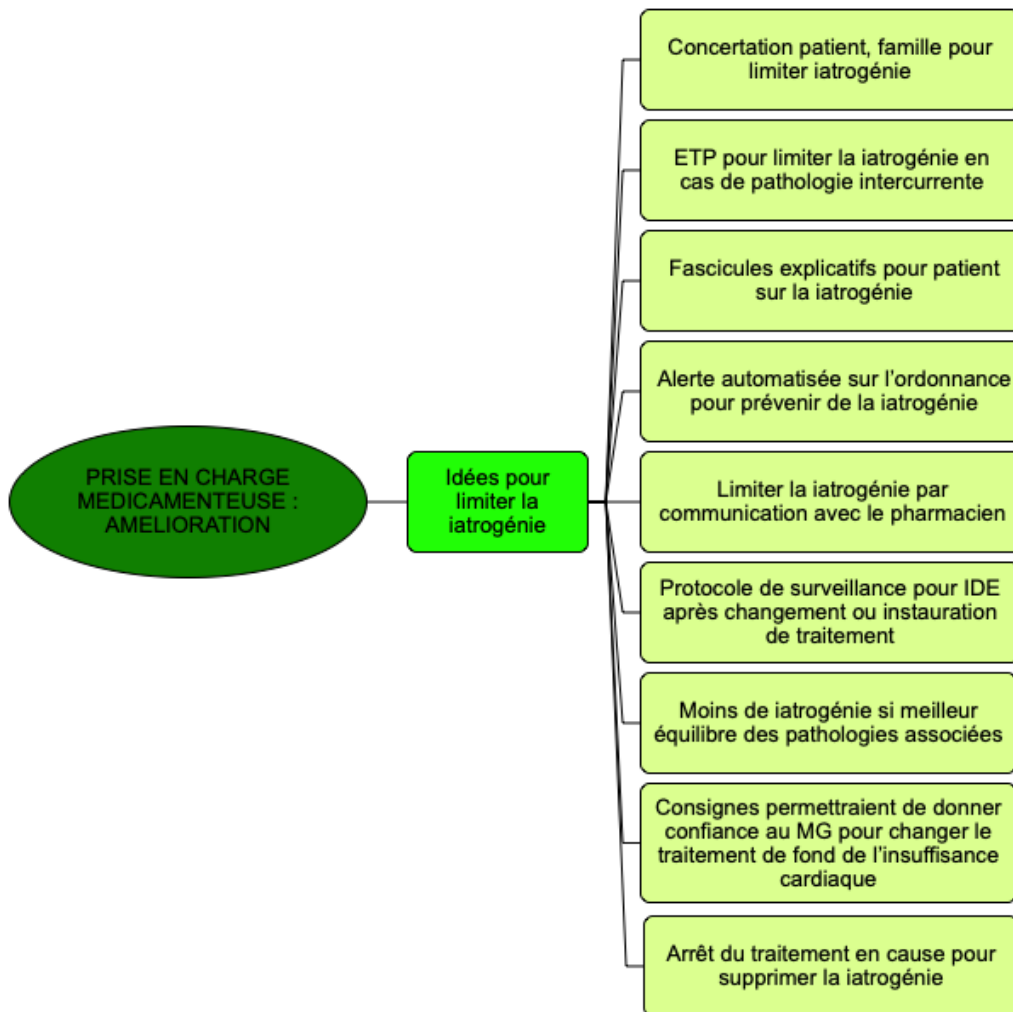 PRISE EN CHARGE
MEDICAMENTEUSE :
AMELIORATION
Idées pour
limiter la
iatrogénie
Concertation patient, famille pour
limiter iatrogénie
ETP pour limiter la iatrogénie en
cas de pathologie intercurrente
Fascicules explicatifs pour patient
sur la iatrogénie
Alerte automatisée sur l’ordonnance
pour prévenir de la iatrogénie
Limiter la iatrogénie par
communication avec le pharmacien
Protocole de surveillance pour IDE
après changement ou instauration
de traitement
Moins de iatrogénie si meilleur
équilibre des pathologies associées
Consignes permettraient de donner
confiance au MG pour changer le
traitement de fond de l’insuffisance
cardiaque
Arrêt du traitement en cause pour
supprimer la iatrogénie